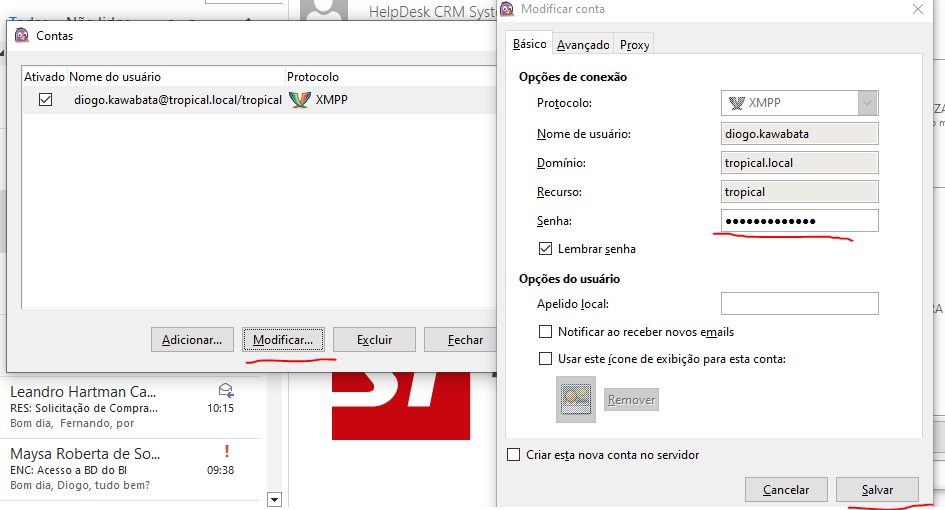 HelpDesk CRM Syste
Contas
Ativado Nome do usuário Protocolo
diogo.kawabata@tropical.local/tropical XMPP
Adicionar... Modificar... Excluir Fechar
Leandro Hartman Ca...
RES: Solicitação de Compra... 10:15
Bom dia, Fernando, por
Maysa Roberta de So...
ENC: Acesso a BD do BI 09:38
Bom dia, Diogo, tudo bem?
Modificar conta
Básico Avançado Proxy
Opções de conexão
Protocolo: XMPP
Nome de usuário: diogo.kawabata
Domínio: tropical.local
Recurso: tropical
Senha: ●●●●●●●●●●●●●
Lembrar senha
Opções do usuário
Apelido local:
Notificar ao receber novos emails
Usar este ícone de exibição para esta conta:
Remover
Criar esta nova conta no servidor
Cancelar Salvar